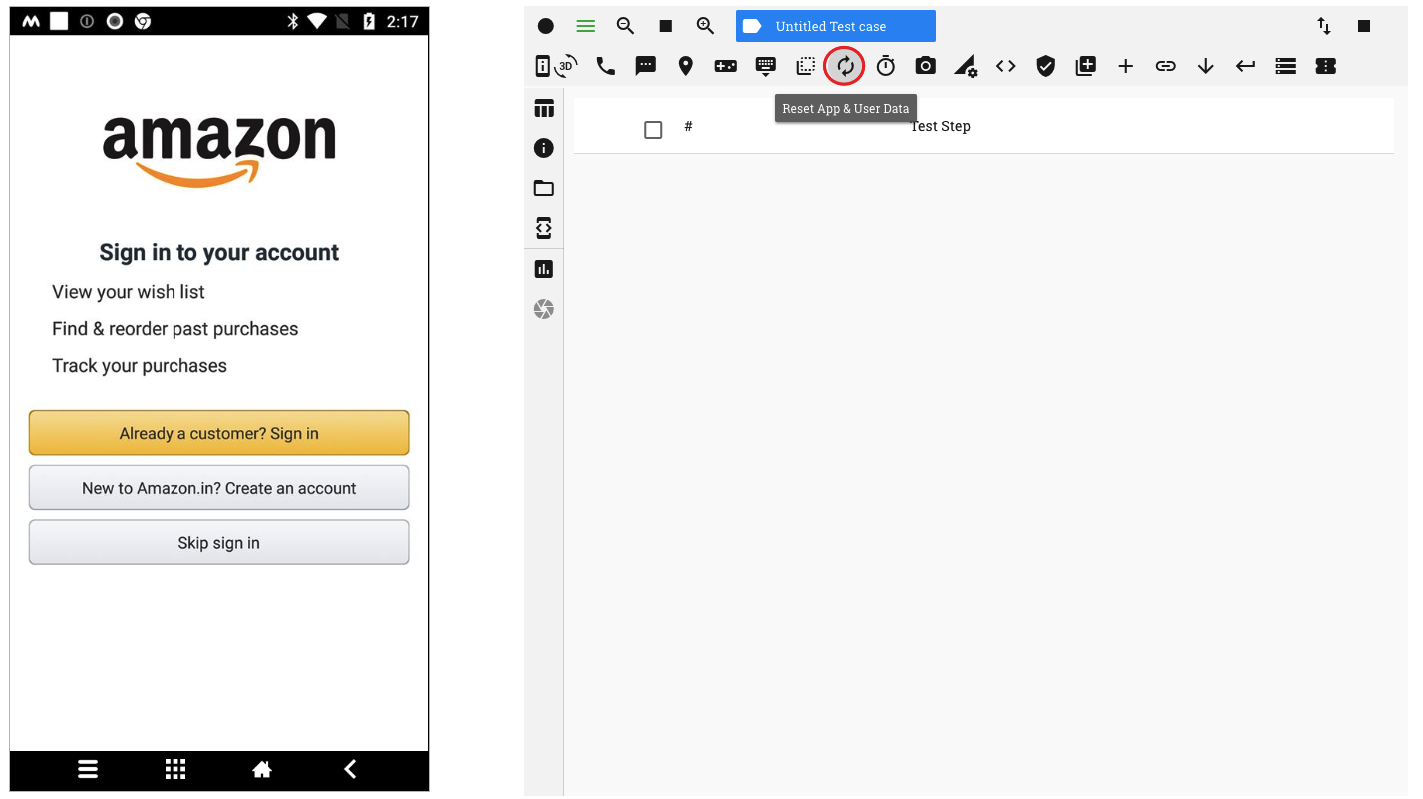 2:17
amazon
Sign in to your account
View your wish list
Find & reorder past purchases
Track your purchases
Already a customer? Sign in
New to Amazon.in? Create an account
Skip sign in
Untitled Test case
3D
Reset App & User Data
# Test Step